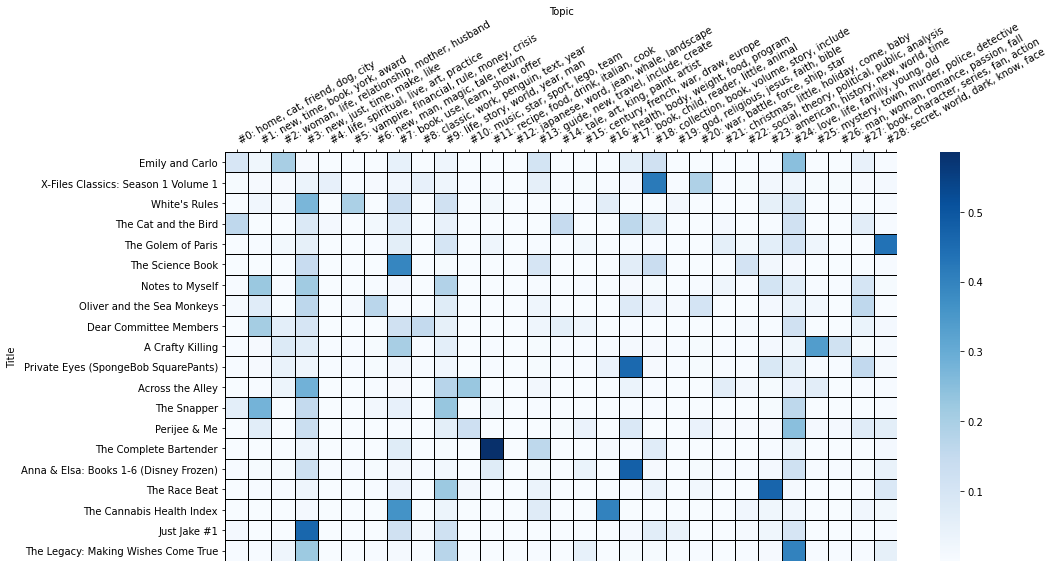 Topic
#0: home, cat, friend, dog, city
#1: new, time, book, york, award
#2: woman, life, relationship, mother, husband
#3: new, just, time, make, like
#4: life, spiritual, live, art, practice
#5: vampire, financial, rule, money, crisis
#6: new, man, magic, tale, return
#7: book, use, learn, show, offer
#8: classic, work, penguin, text, year
#9: life, story, world, year, man
#10: music, star, sport, lego, team
#11: recipe, food, drink, italian, cook
#12: japanese, word, lean, whale, landscape
#13: guide, new, travel, include, create
#14: tale, art, king, paint, artist
#15: century, french, war, draw, europe
#16: health, body, weight, food, program
#17: book, child, reader, little, animal
#18: collection, book, volume, story, include
#19: god, religious, jesus, faith, bible
#20: war, battle, force, ship, star
#21: christmas, little, holiday, come, baby
#22: social, theory, political, public, analysis
#23: american, history, new, world, time
#24: love, life, family, young, old
#25: mystery, town, murder, police, detective
#26: man, woman, romance, passion, fall
#27: book, character, series, fan, action
#28: secret, world, dark, know, face
Title
Emily and Carlo
X-Files Classics: Season 1 Volume 1
White's Rules
The Cat and the Bird
The Golem of Paris
The Science Book
Notes to Myself
Oliver and the Sea Monkeys
Dear Committee Members
A Crafty Killing
Private Eyes (SpongeBob SquarePants)
Across the Alley
The Snapper
Perijee & Me
The Complete Bartender
Anna & Elsa: Books 1-6 (Disney Frozen)
The Race Beat
The Cannabis Health Index
Just Jake #1
The Legacy: Making Wishes Come True
0.5
0.4
0.3
0.2
0.1